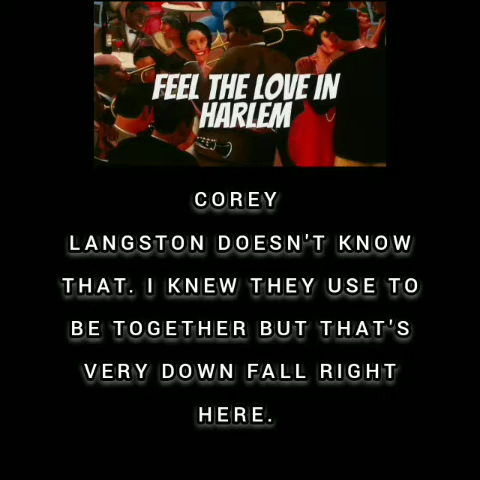 FEEL THE LOVE IN
HARLEM
COREY
LANGSTON DOESN'T KNOW
THAT. I KNEW THEY USE TO
BE TOGETHER BUT THAT'S
VERY DOWN FALL RIGHT
HERE.